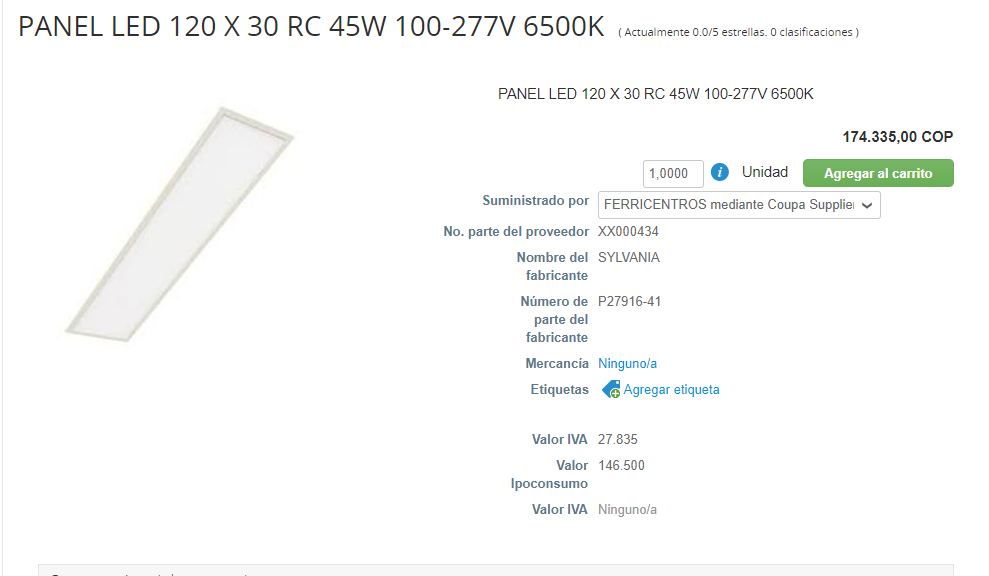 PANEL LED 120 X 30 RC 45W 100-277V 6500K ( Actualmente 0.0/5 estrellas. 0 clasificaciones )
PANEL LED 120 X 30 RC 45W 100-277V 6500K
174.335,00 COP
1,0000 i Unidad Agregar al carrito
Suministrado por FERRICENTROS mediante Coupa Supplier
No. parte del proveedor XX000434
Nombre del SYLVANIA
fabricante
Número de P27916-41
parte del
fabricante
Mercancía Ninguno/a
Etiquetas Agregar etiqueta
Valor IVA 27.835
Valor 146.500
Ipoconsumo
Valor IVA Ninguno/a